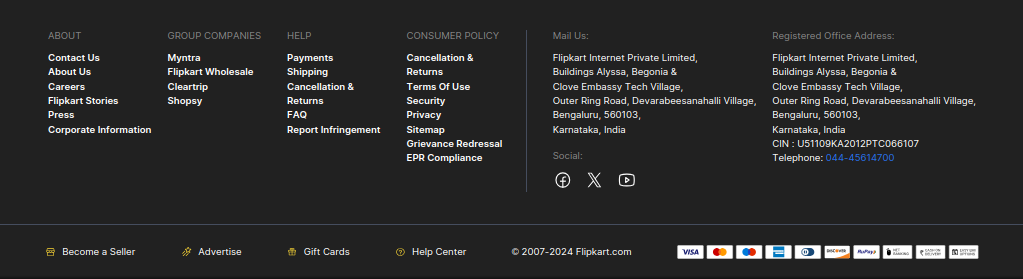 ABOUT
Contact Us
About Us
Careers
Flipkart Stories
Press
Corporate Information
GROUP COMPANIES
Myntra
Flipkart Wholesale
Cleartrip
Shopsy
HELP
Payments
Shipping
Cancellation &
Returns
FAQ
Report Infringement
CONSUMER POLICY
Cancellation &
Returns
Terms Of Use
Security
Privacy
Sitemap
Grievance Redressal
EPR Compliance
Mail Us:
Flipkart Internet Private Limited,
Buildings Alyssa, Begonia &
Clove Embassy Tech Village,
Outer Ring Road, Devarabeesanahalli Village,
Bengaluru, 560103,
Karnataka, India
Social:
Registered Office Address:
Flipkart Internet Private Limited,
Buildings Alyssa, Begonia &
Clove Embassy Tech Village,
Outer Ring Road, Devarabeesanahalli Village,
Bengaluru, 560103,
Karnataka, India
CIN : U51109KA2012PTC066107
Telephone: 044-45614700
Become a Seller
Advertise
Gift Cards
Help Center
© 2007-2024 Flipkart.com
VISA
DISCOVER
RuPay
NET
BANKING
CASH ON
DELIVERY
EASY EMI
OPTIONS